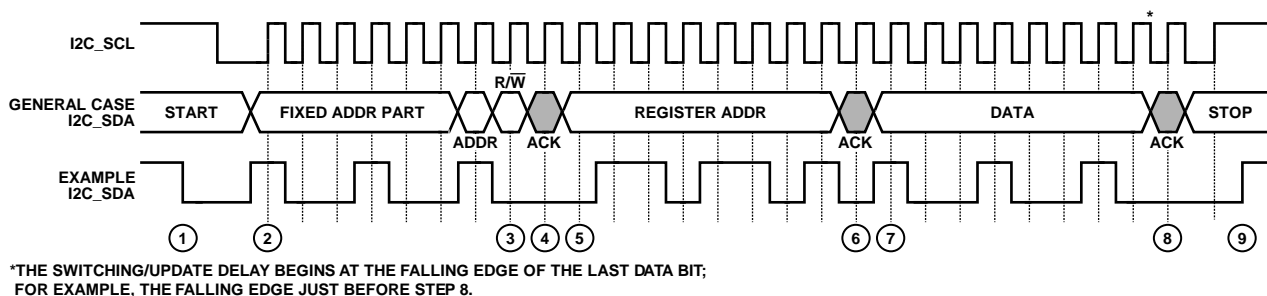 *
I2C_SCL
R/W̅
GENERAL CASE
I2C_SDA
START
FIXED ADDR PART
REGISTER ADDR
DATA
STOP
ADDR
ACK
ACK
ACK
EXAMPLE
I2C_SDA
1
2
3
4
5
6
7
8
9
*THE SWITCHING/UPDATE DELAY BEGINS AT THE FALLING EDGE OF THE LAST DATA BIT;
FOR EXAMPLE, THE FALLING EDGE JUST BEFORE STEP 8.